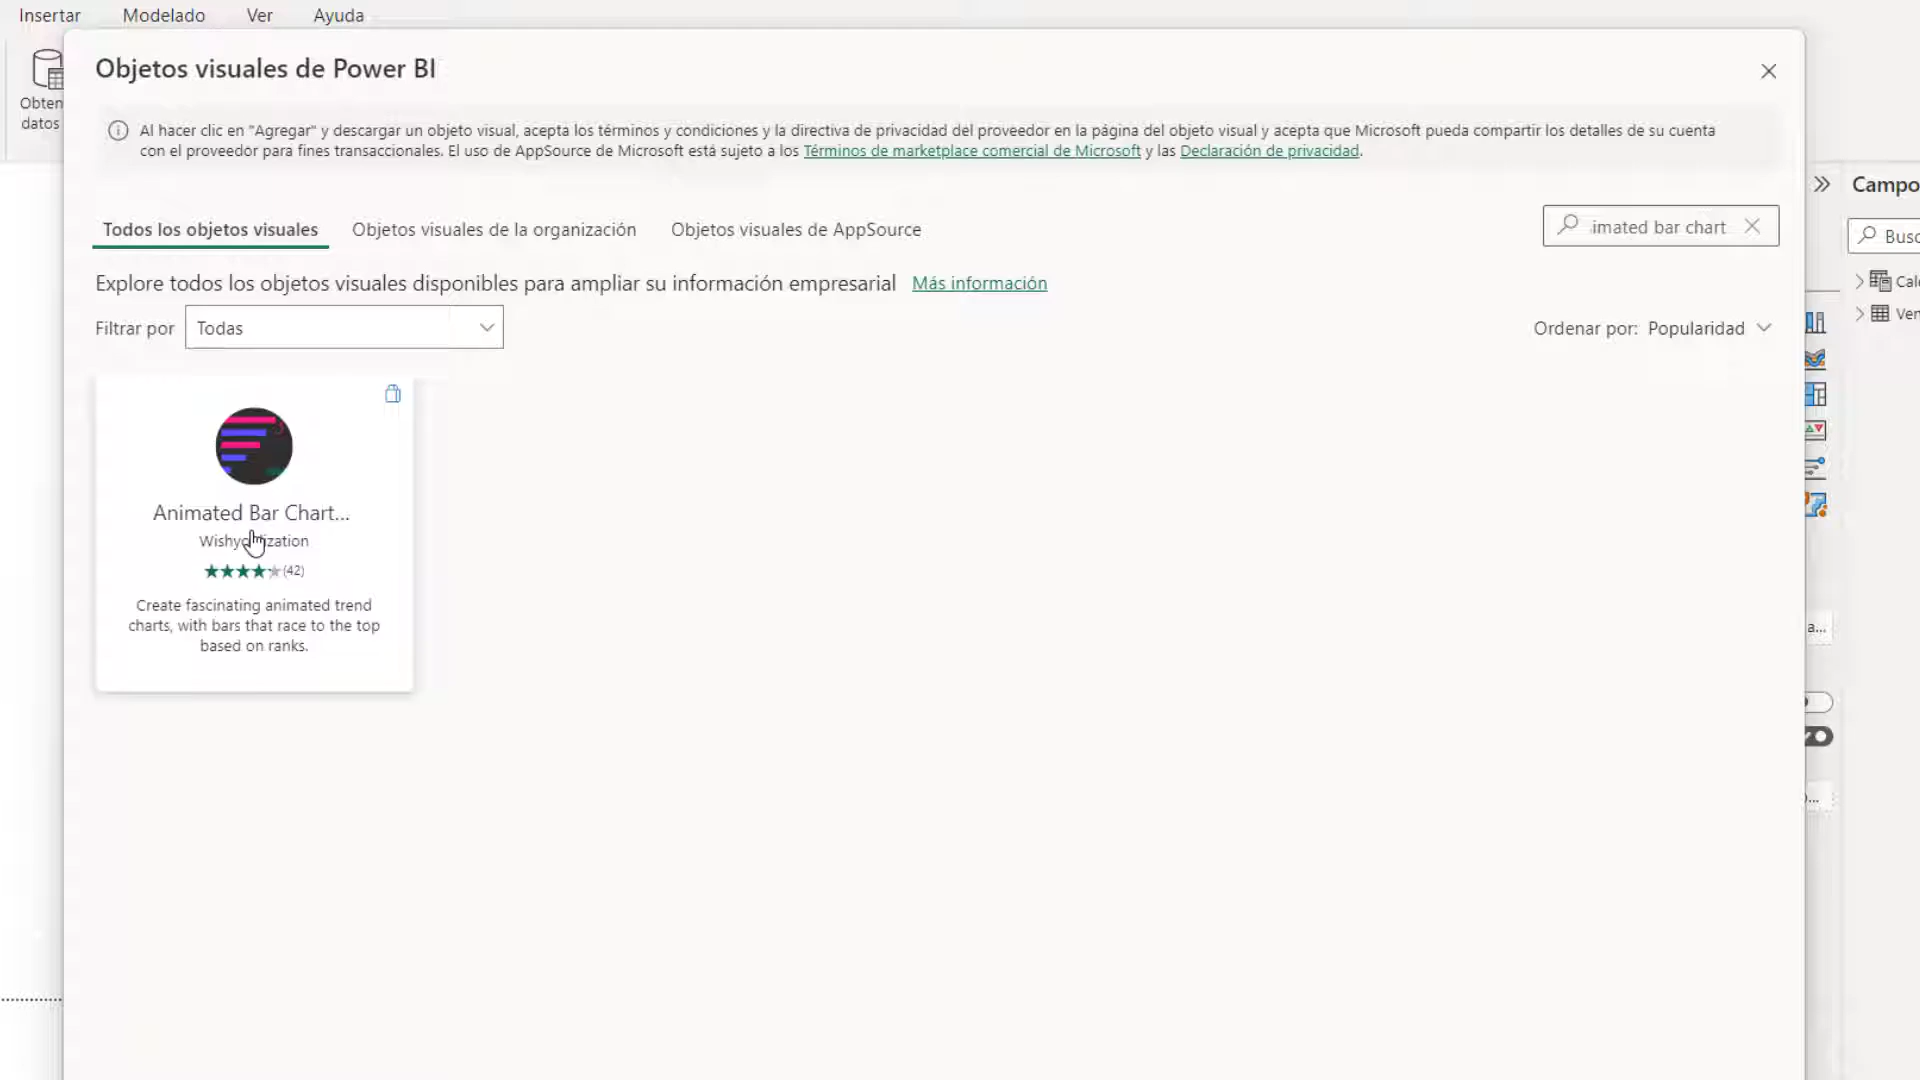 Insertar Modelado Ver Ayuda
Objetos visuales de Power BI
Obten
datos
Al hacer clic en "Agregar" y descargar un objeto visual, acepta los términos y condiciones y la directiva de privacidad del proveedor en la página del objeto visual y acepta que Microsoft pueda compartir los detalles de su cuenta
con el proveedor para fines transaccionales. El uso de AppSource de Microsoft está sujeto a los Términos de marketplace comercial de Microsoft y las Declaración de privacidad.
Campo
Todos los objetos visuales Objetos visuales de la organización Objetos visuales de AppSource
imated bar chart
Busc
Explore todos los objetos visuales disponibles para ampliar su información empresarial Más información
Cale
Ven
Filtrar por Todas
Ordenar por: Popularidad
Animated Bar Chart...
(42)
Create fascinating animated trend
charts, with bars that race to the top
based on ranks.
a...